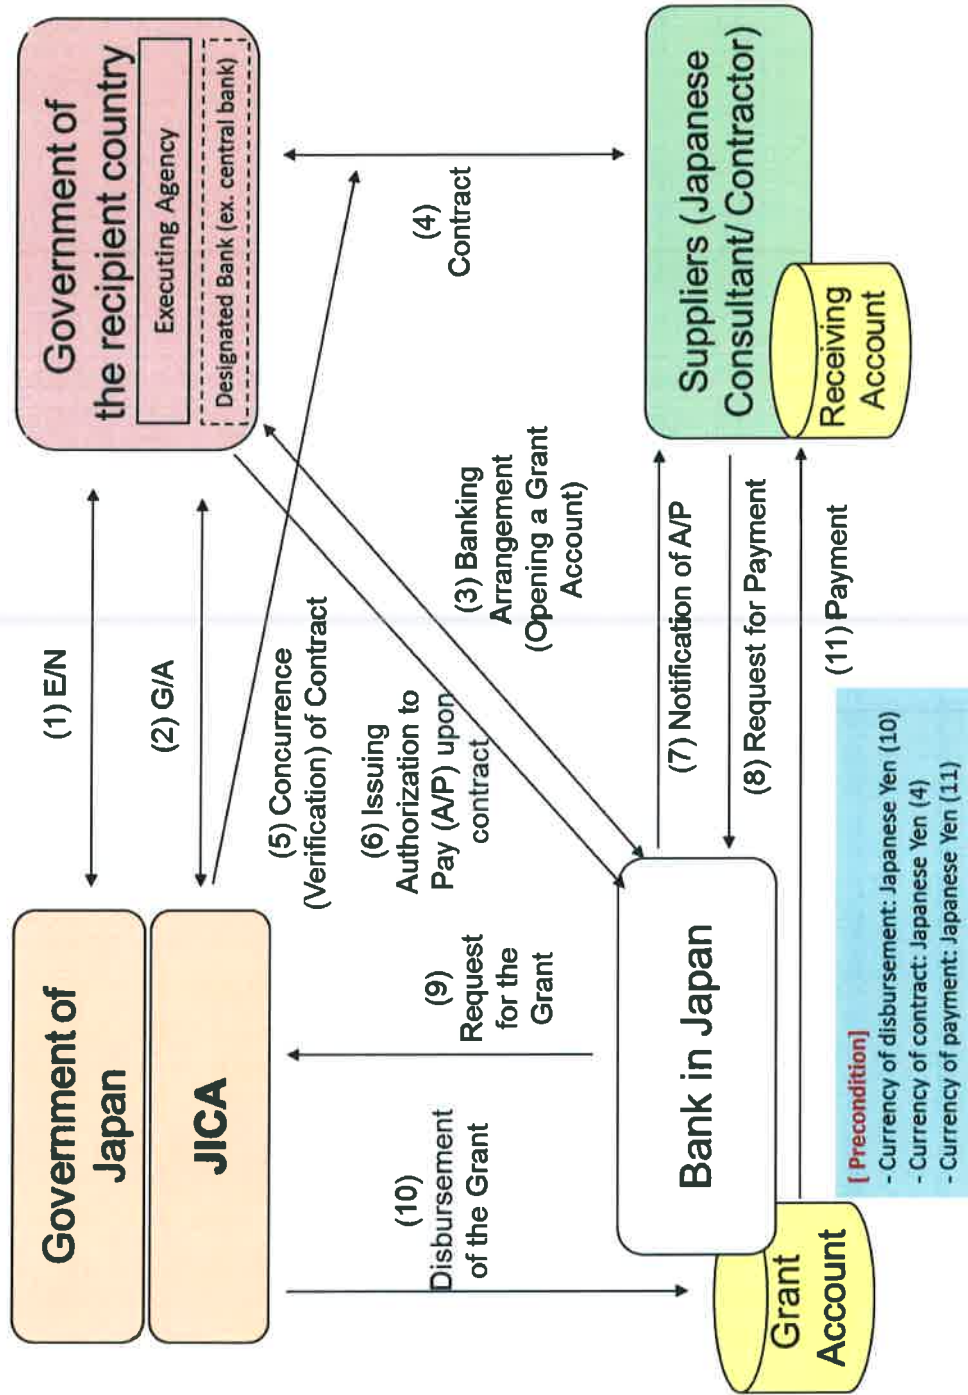 Government of
Japan
JICA
(1) E/N
(2) G/A
Government of
the recipient country
Executing Agency
Designated Bank (ex. central bank)
(5) Concurrence
(Verification) of Contract
(6) Issuing
Authorization to
Pay (A/P) upon
contract
(3) Banking
Arrangement
(Opening a Grant
Account)
(4)
Contract
(9)
Request
for the
Grant
(10)
Disbursement
of the Grant
Bank in Japan
Grant
Account
(7) Notification of A/P
(8) Request for Payment
(11) Payment
Suppliers (Japanese
Consultant/ Contractor)
Receiving
Account
[ Precondition]
- Currency of disbursement: Japanese Yen (10)
- Currency of contract: Japanese Yen (4)
- Currency of payment: Japanese Yen (11)